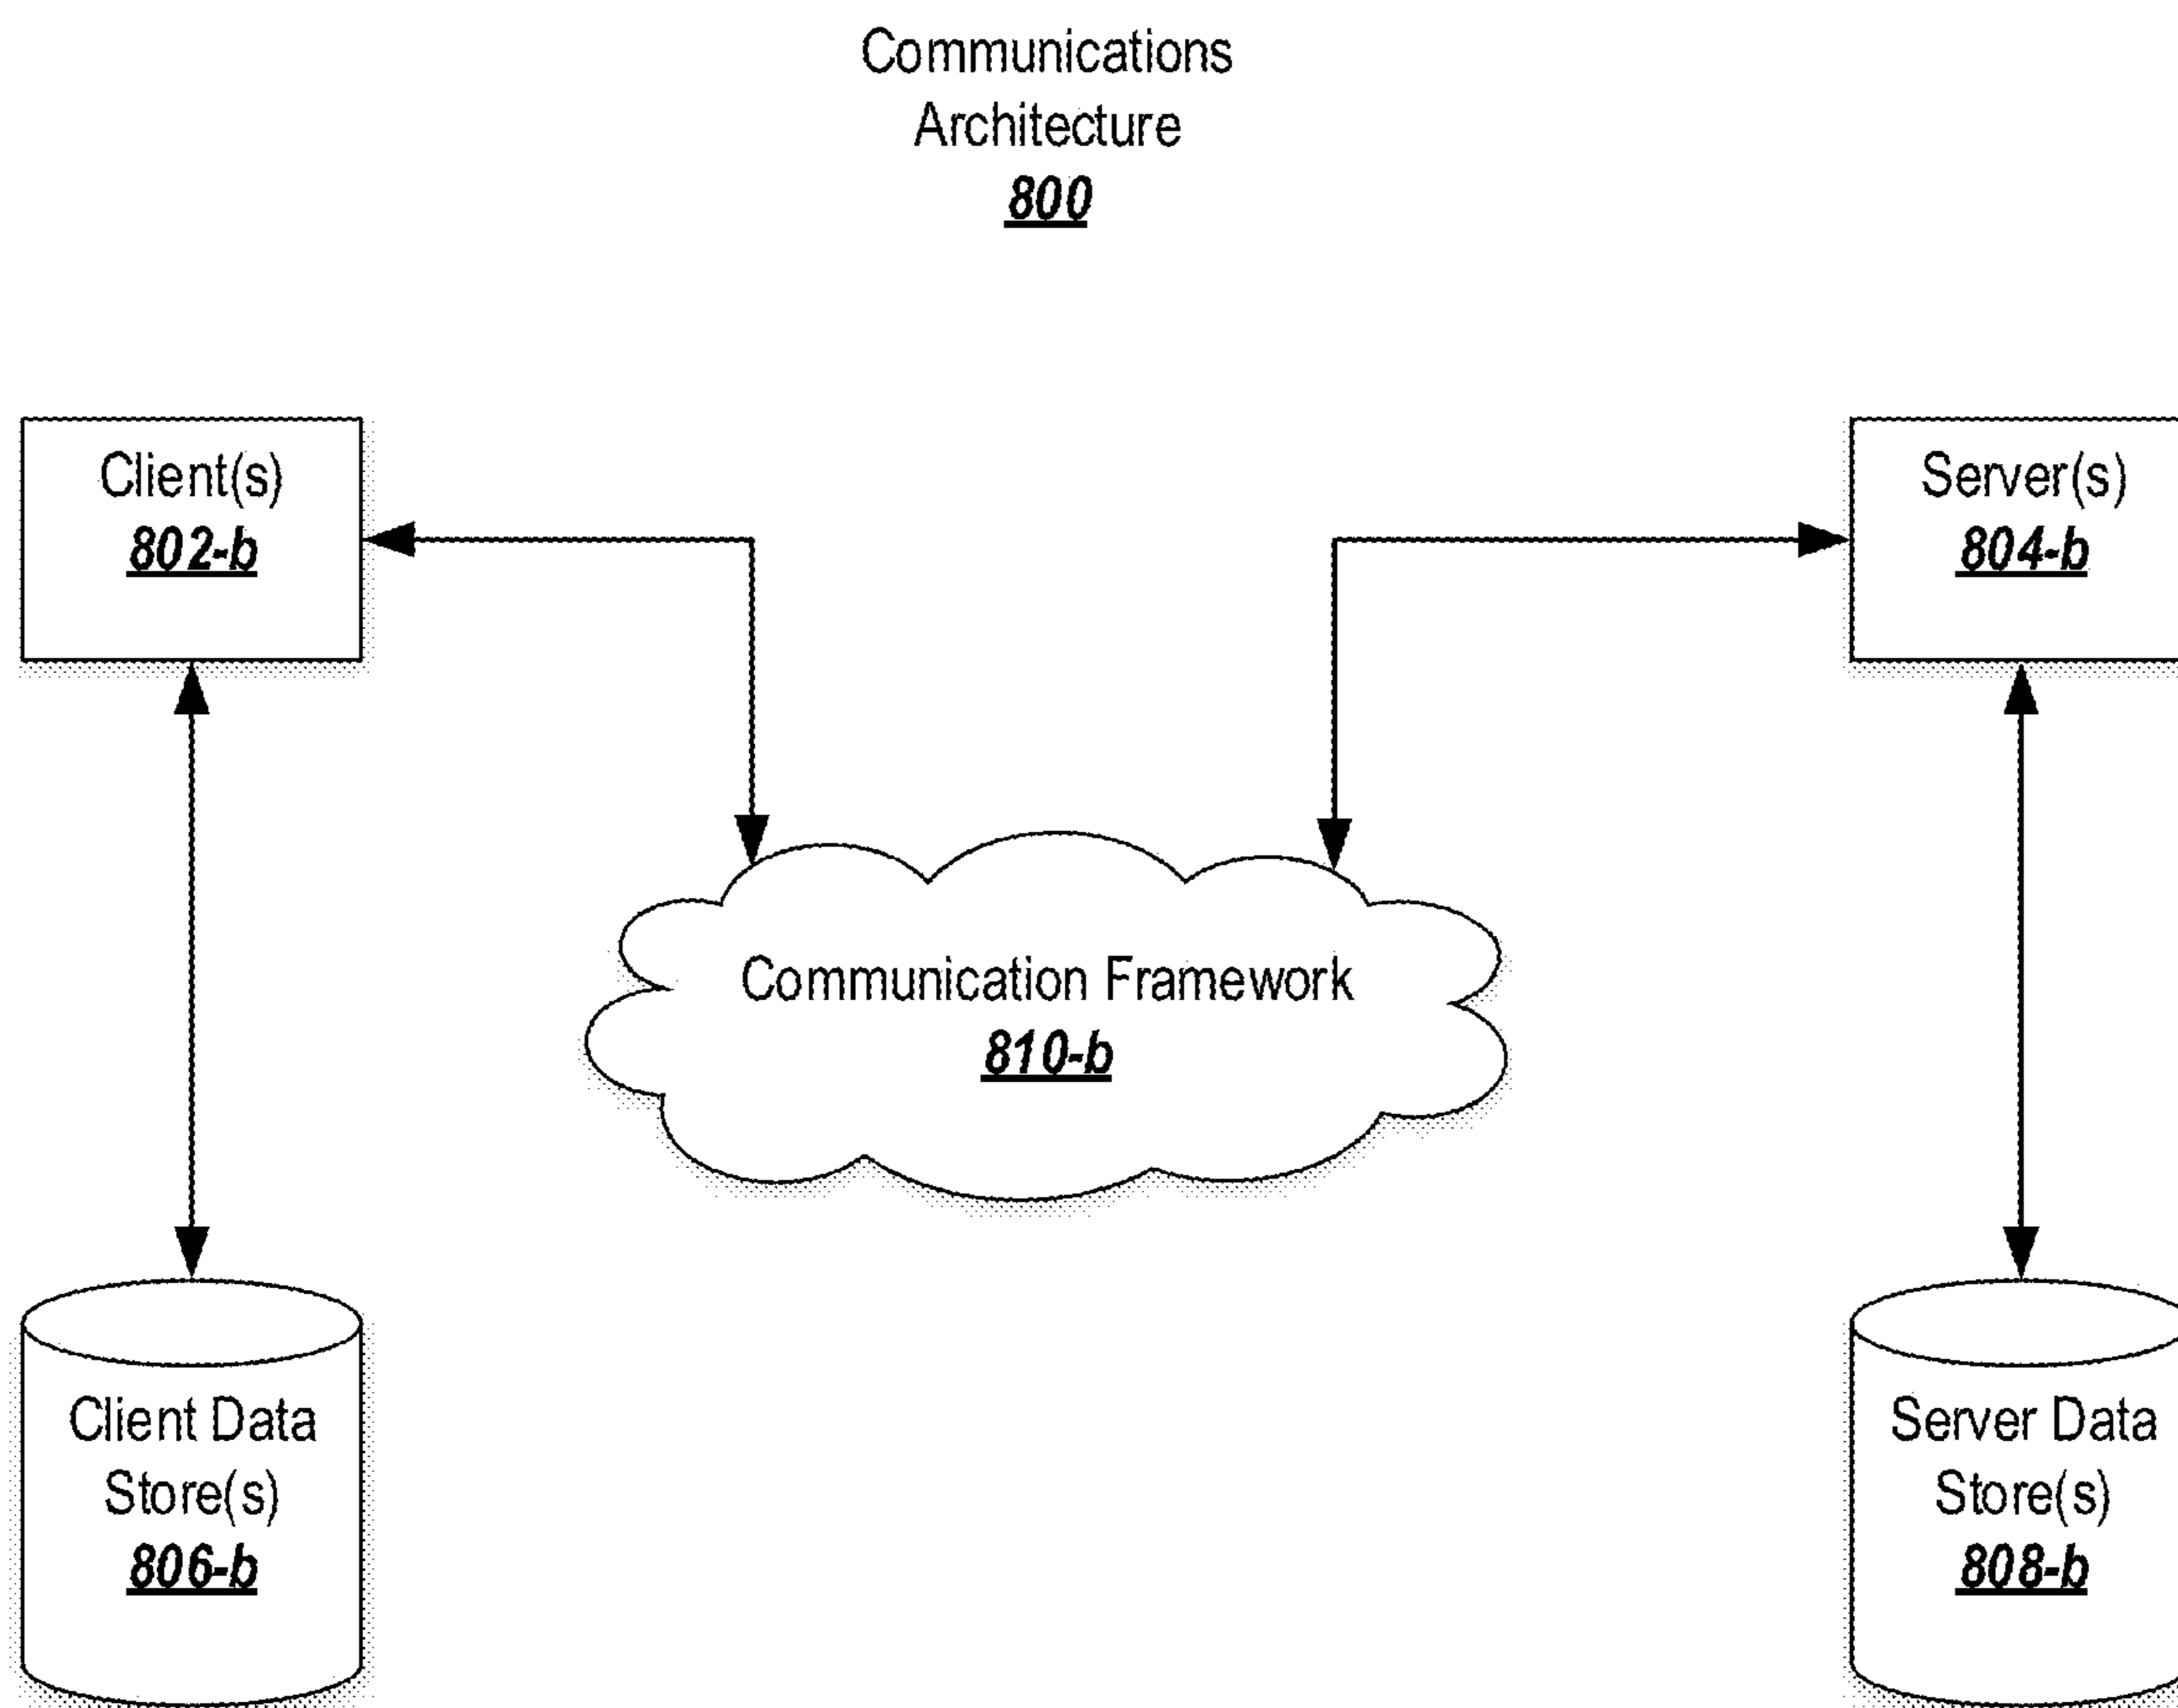 Communications
Architecture
800
Client(s)
802-b
Server(s)
804-b
Communication Framework
810-b
Client Data
Store(s)
806-b
Server Data
Store(s)
808-b